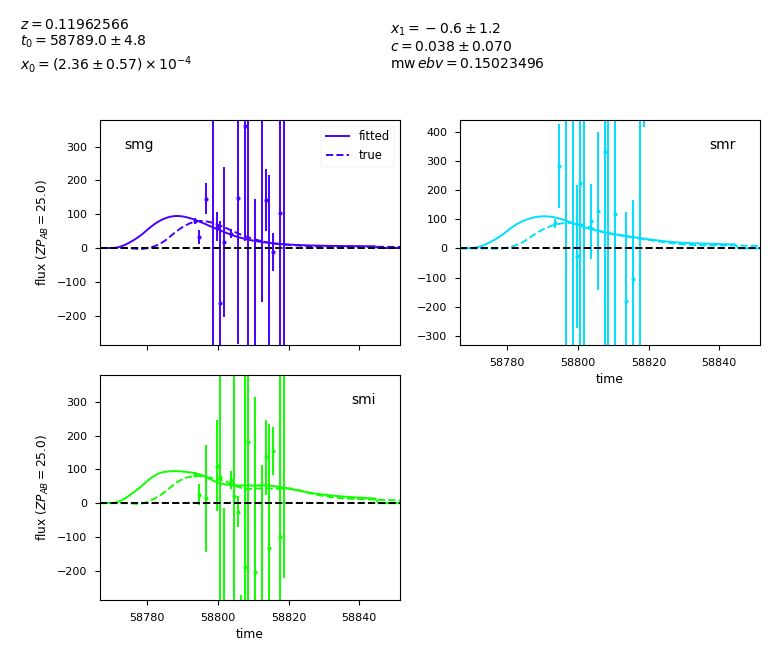 z = 0.11962566
t₀ = 58789.0 ± 4.8
x₀ = (2.36 ± 0.57) × 10⁻⁴
x₁ = −0.6 ± 1.2
c = 0.038 ± 0.070
mw ebv = 0.15023496
smg
fitted
true
flux (ZP_AB = 25.0)
300
200
100
0
−100
−200
smr
400
300
200
100
0
−100
−200
−300
58780 58800 58820 58840
time
smi
flux (ZP_AB = 25.0)
300
200
100
0
−100
−200
58780 58800 58820 58840
time